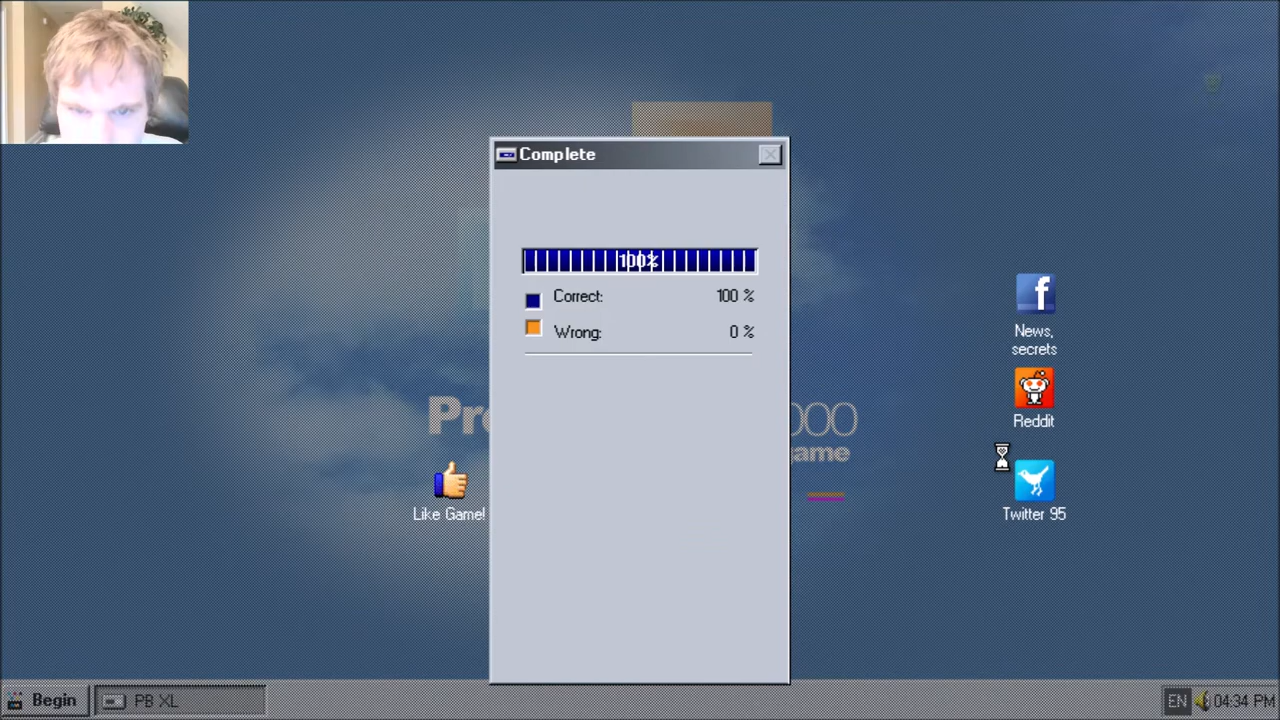 Complete
100%
Correct: 100 %
Wrong: 0 %
News,
secrets
Reddit
Twitter 95
Like Game!
Begin
PB XL
EN
04:34 PM